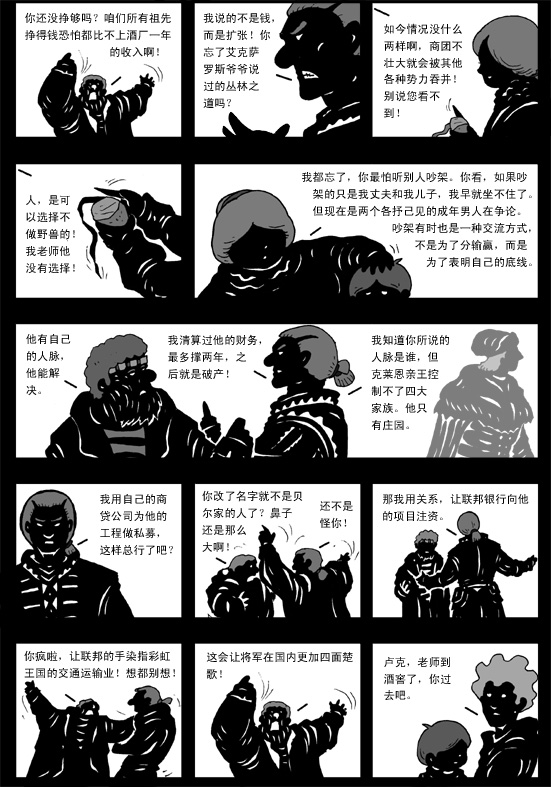 你还没挣够吗？咱们所有祖先
挣得钱恐怕都比不上酒厂一年
的收入啊！
我说的不是钱，
而是扩张！你忘
了艾克萨
罗斯爷爷说
过的丛林之
道吗？
如今情况没什么
两样啊，商团不
壮大就会被其他
各种势力吞并！
别说您看不
到！
人，是可
以选择不
做野兽的！
我老师他
没有选择！
我都忘了，你最怕听别人吵架。你看，如果吵
架的只是我丈夫和我儿子，我早就坐不住了。
但现在是两个各抒己见的成年男人在争论。
吵架有时也是一种交流方式，
不是为了分输赢，而是
为了表明自己的底线。
他有自己
的人脉，
他能解
决。
我清算过他的财务，
最多撑两年，之
后就是破产！
我知道你所说的
人脉是谁，但
克莱恩亲王控
制不了四大
家族。他只
有庄园。
我用自己的商
贷公司为他的
工程做私募，
这样总行了吧？
你改了名字就不是贝
尔家的人了？鼻子
还是那么
大啊！
还不是
怪你！
那我用关系，让联邦银行向他
的项目注资。
你疯啦，让联邦的手染指彩虹
王国的交通运输业！想都别想！
这会让将军在国内更加四面楚
歌！
卢克，老师到
酒窖了，你过
去吧。